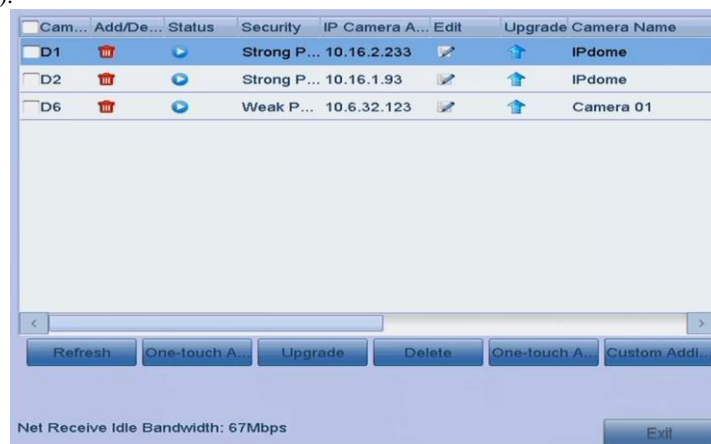 ).
Cam... Add/De... Status Security IP Camera A... Edit Upgrade Camera Name
D1 Strong P... 10.16.2.233 IPdome
D2 Strong P... 10.16.1.93 IPdome
D6 Weak P... 10.6.32.123 Camera 01
Refresh One-touch A... Upgrade Delete One-touch A... Custom Addi...
Net Receive Idle Bandwidth: 67Mbps
Exit